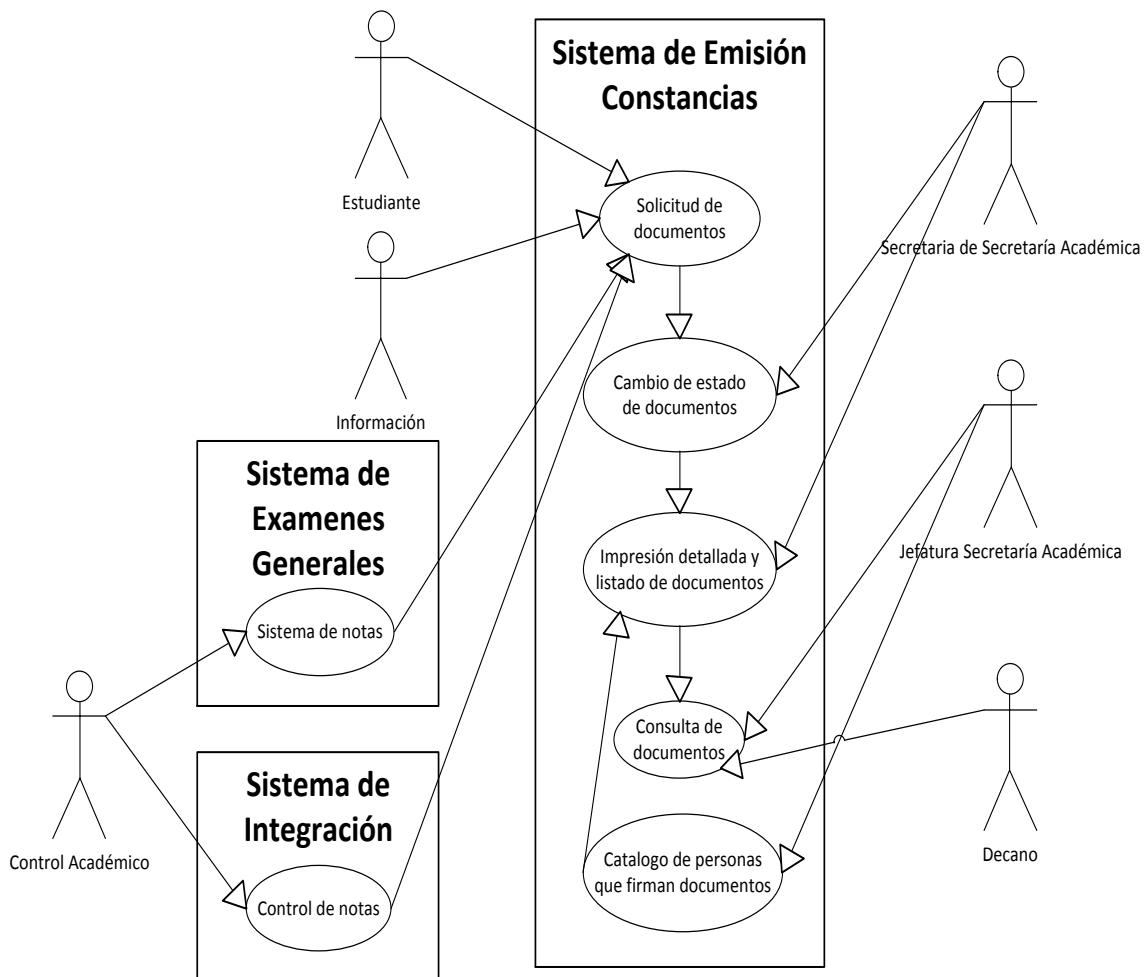 Sistema de Emisión
Constancias
Estudiante
Solicitud de
documentos
Secretaria de Secretaría Académica
Información
Cambio de estado
de documentos
Sistema de
Examenes
Generales
Sistema de notas
Impresión detallada y
listado de documentos
Jefatura Secretaría Académica
Consulta de
documentos
Sistema de
Integración
Control de notas
Control Académico
Catalogo de personas
que firman documentos
Decano